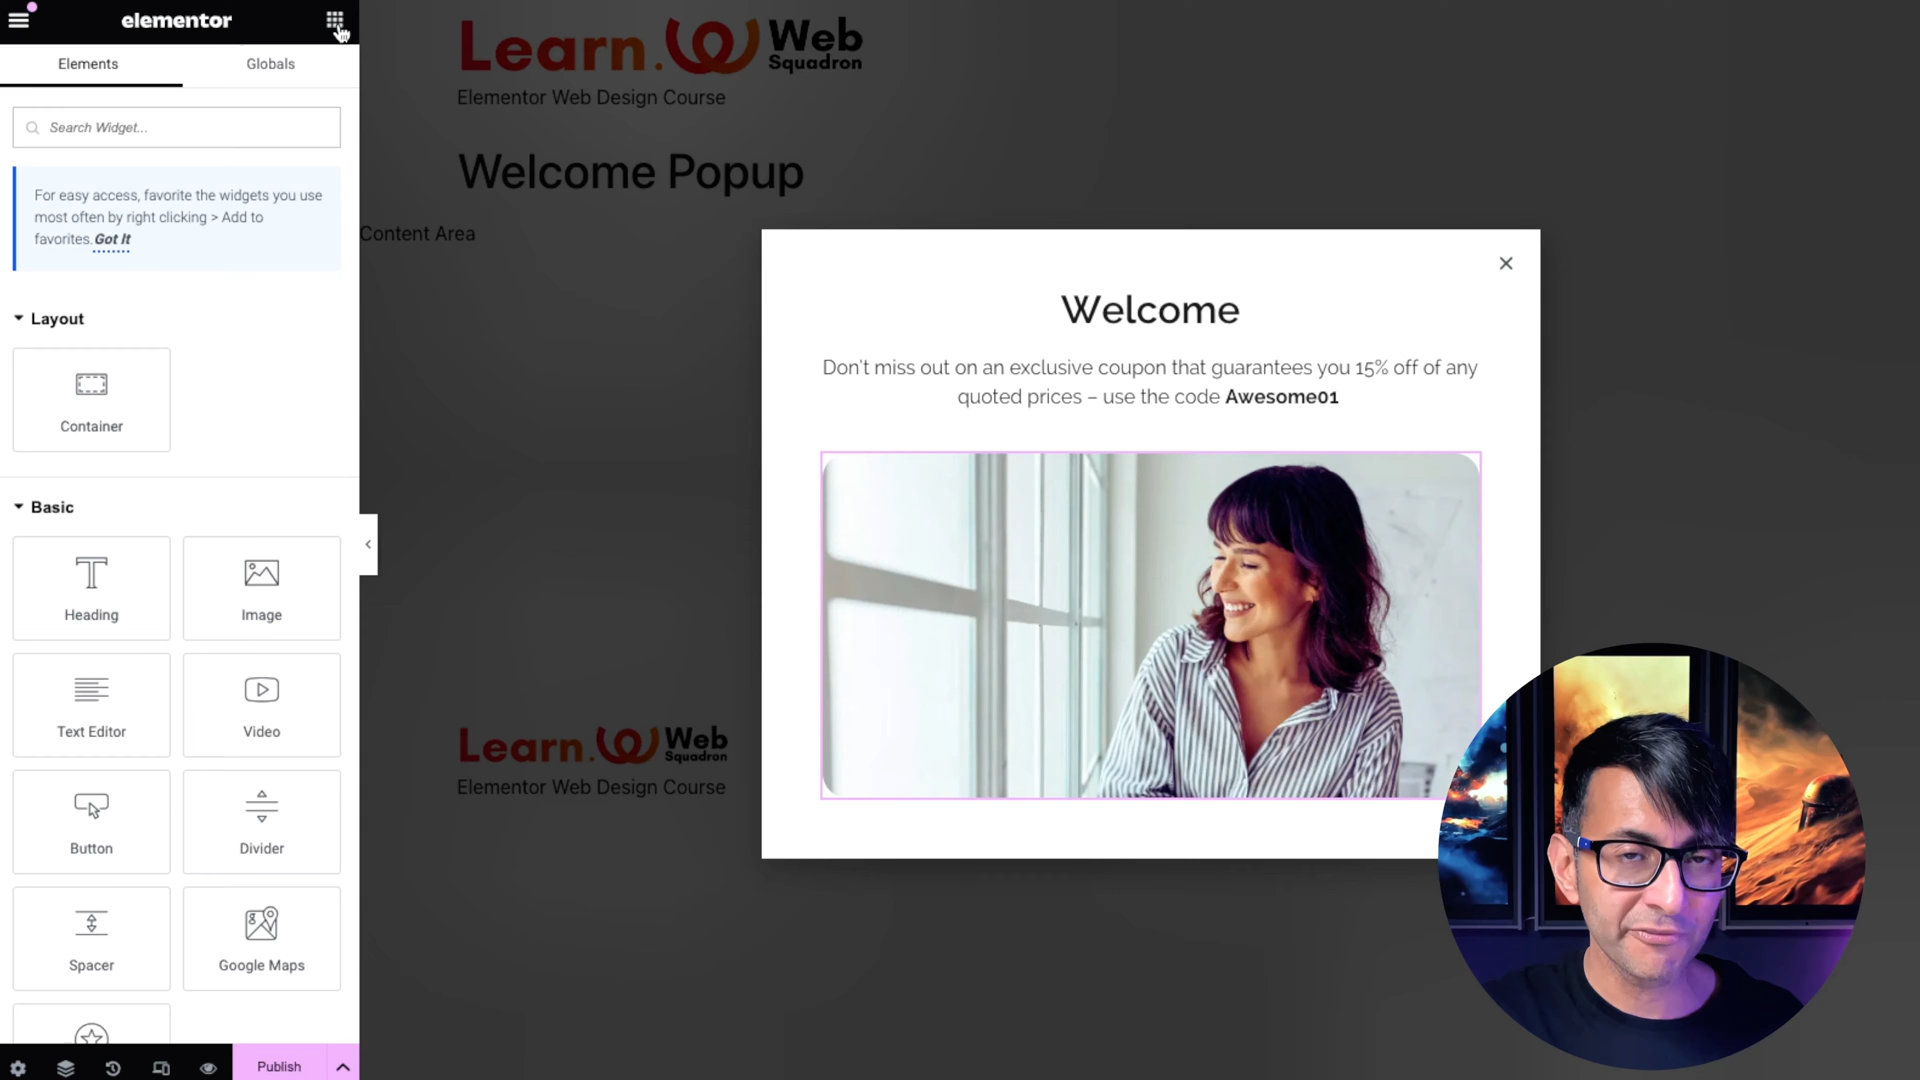 elementor
Elements
Globals
Search Widget...
For easy access, favorite the widgets you use
most often by right clicking > Add to
favorites. Got It
Layout
Container
Basic
Heading
Image
Text Editor
Video
Button
Divider
Spacer
Google Maps
Publish
Learn. Web
Squadron
Elementor Web Design Course
Welcome Popup
Content Area
Welcome
Don't miss out on an exclusive coupon that guarantees you 15% off of any
quoted prices – use the code Awesome01
Learn. Web
Squadron
Elementor Web Design Course